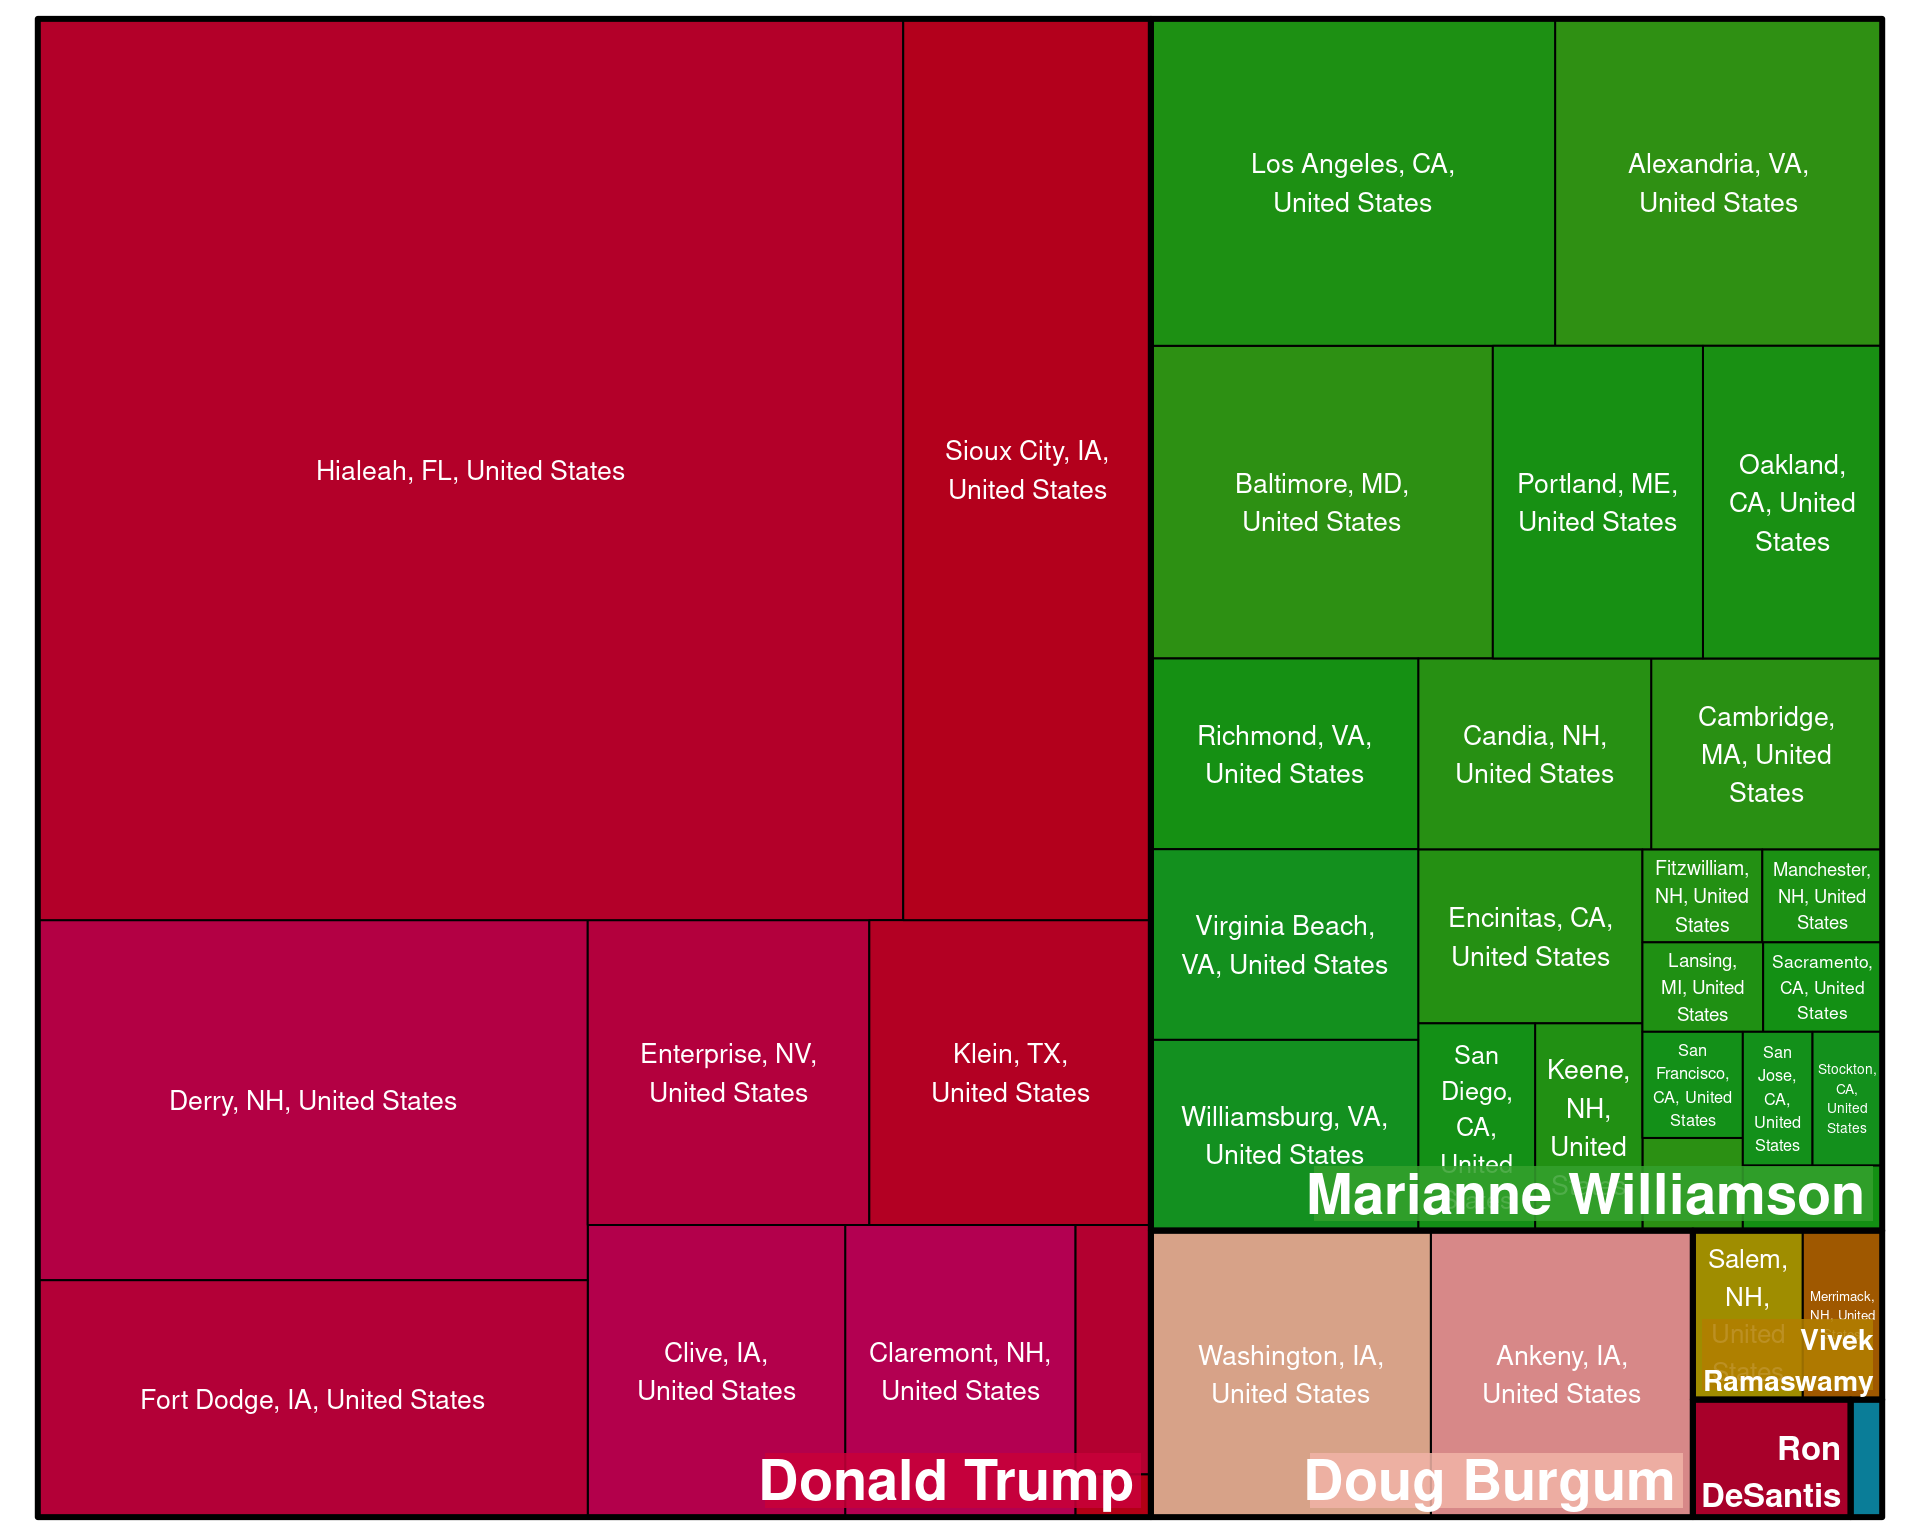 Hialeah, FL, United States
Sioux City, IA,
United States
Derry, NH, United States
Fort Dodge, IA, United States
Enterprise, NV,
United States
Klein, TX,
United States
Clive, IA,
United States
Claremont, NH,
United States
Donald Trump
Los Angeles, CA,
United States
Alexandria, VA,
United States
Baltimore, MD,
United States
Portland, ME,
United States
Oakland,
CA, United
States
Richmond, VA,
United States
Candia, NH,
United States
Cambridge,
MA, United
States
Virginia Beach,
VA, United States
Encinitas, CA,
United States
Fitzwilliam,
NH, United
States
Manchester,
NH, United
States
Lansing,
MI, United
States
Sacramento,
CA, United
States
Williamsburg, VA,
United States
San
Diego,
CA,
United
States
Keene,
NH,
United
States
San
Francisco,
CA, United
States
San
Jose,
CA,
United
States
Stockton,
CA,
United
States
Marianne Williamson
Washington, IA,
United States
Ankeny, IA,
United States
Doug Burgum
Salem,
NH,
United
States
Merrimack,
NH, United
Vivek
Ramaswamy
Ron
DeSantis